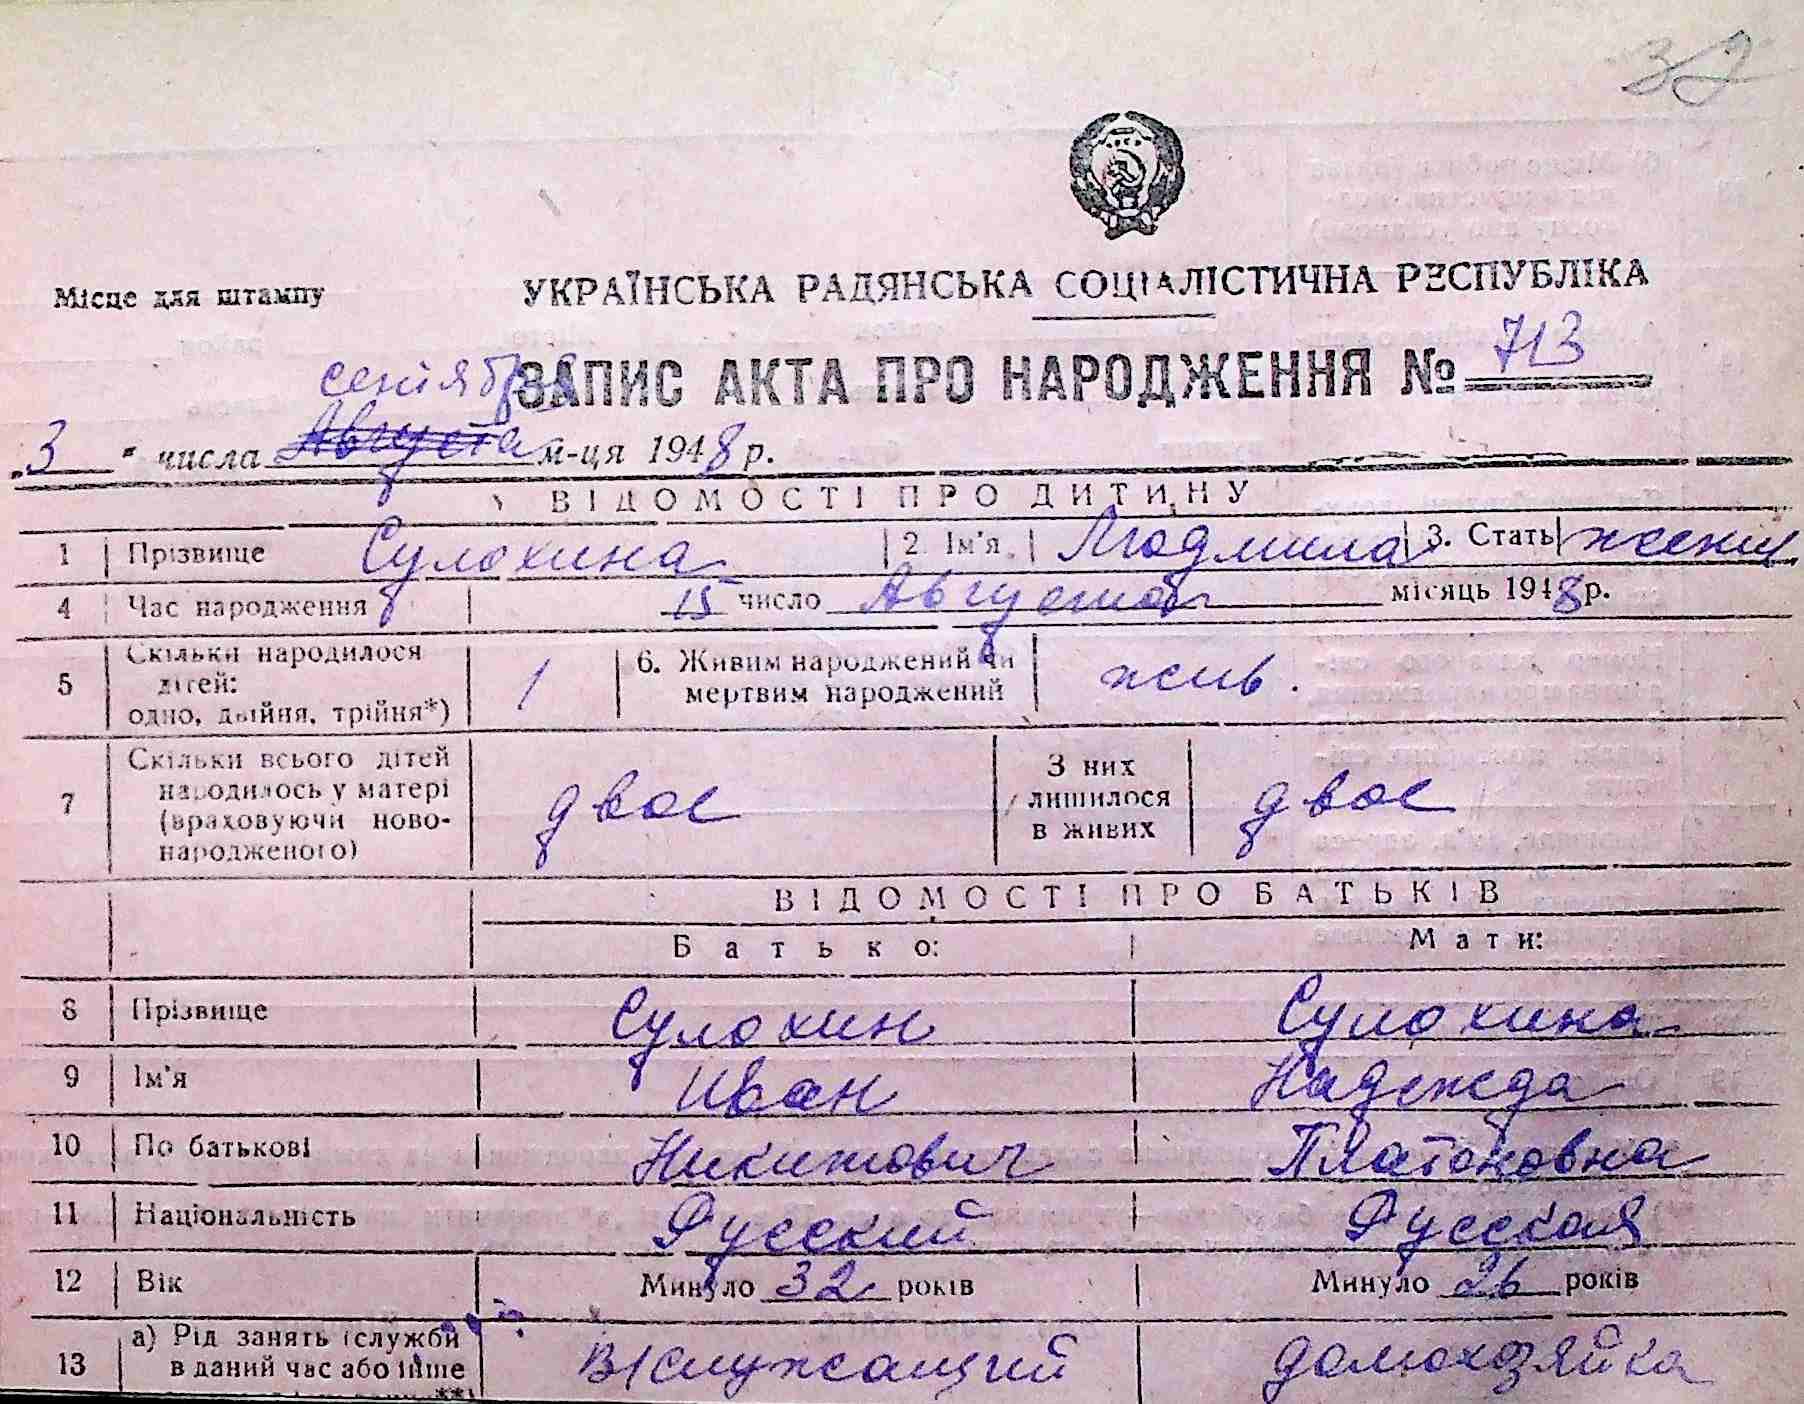 32
Місце для штампу
УКРАЇНСЬКА РАДЯНСЬКА СОЦІАЛІСТИЧНА РЕСПУБЛІКА
ЗАПИС АКТА ПРО НАРОДЖЕННЯ № 713
сентября
„3 " числа Августа м-ця 1948 р.
ВІДОМОСТІ ПРО ДИТИНУ
1 Прізвище Сулохина 2. Ім'я Людмила 3. Стать женщ
4 Час народження 15 число Августа місяць 1948 р.
5 Скільки народилося
дітей:
одно, двійня, трійня*) 1
6. Живим народжений чи
мертвим народжений жив.
7 Скільки всього дітей
народилось у матері
(враховуючи ново-
народженого) двое
З них
лишилося
в живих двое
ВІДОМОСТІ ПРО БАТЬКІВ
Батько: Мати:
8 Прізвище Сулохин Сулохина
9 Ім'я Иван Надежда
10 По батькові Никитович Платоновна
11 Національність Русский Русская
12 Вік Минуло 32 років Минуло 26 років
13 а) Рід занять (служби
в даний час або інше В/служащий домохозяйка